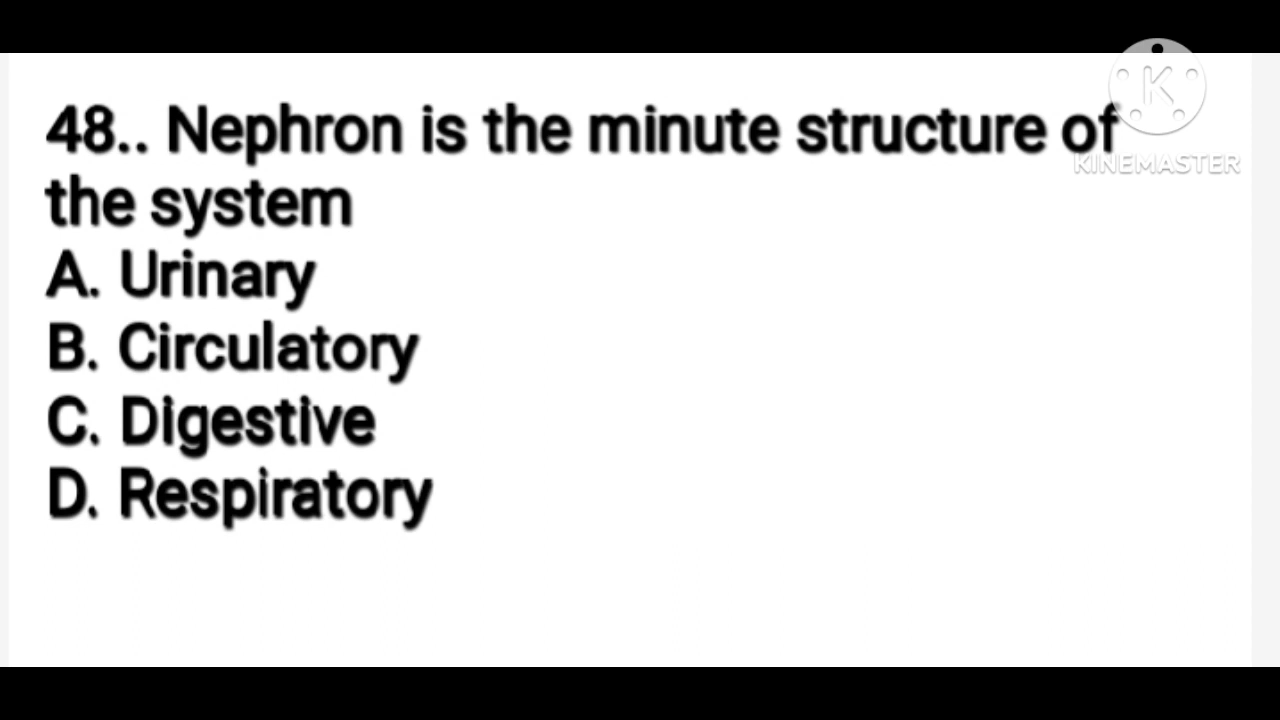 48.. Nephron is the minute structure of
the system
A. Urinary
B. Circulatory
C. Digestive
D. Respiratory
K
KINEMASTER